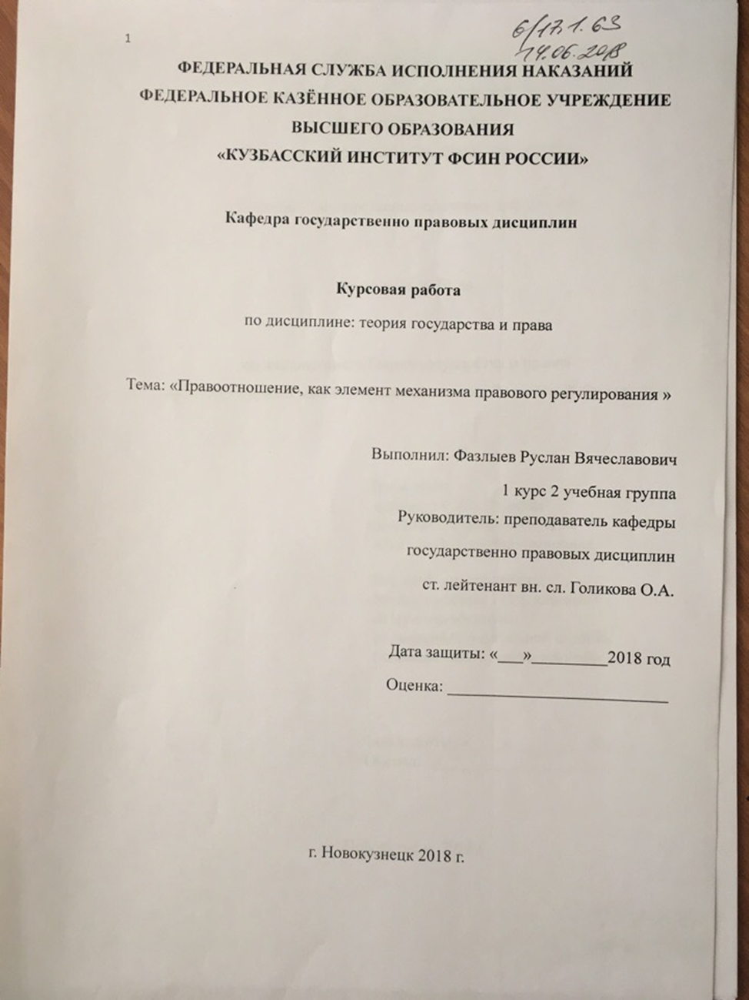 1
6/17.1.63
14.06.2018
ФЕДЕРАЛЬНАЯ СЛУЖБА ИСПОЛНЕНИЯ НАКАЗАНИЙ
ФЕДЕРАЛЬНОЕ КАЗЁННОЕ ОБРАЗОВАТЕЛЬНОЕ УЧРЕЖДЕНИЕ
ВЫСШЕГО ОБРАЗОВАНИЯ
«КУЗБАССКИЙ ИНСТИТУТ ФСИН РОССИИ»
Кафедра государственно правовых дисциплин
Курсовая работа
по дисциплине: теория государства и права
Тема: «Правоотношение, как элемент механизма правового регулирования »
Выполнил: Фазлыев Руслан Вячеславович
1 курс 2 учебная группа
Руководитель: преподаватель кафедры
государственно правовых дисциплин
ст. лейтенант вн. сл. Голикова О.А.
Дата защиты: «___»_________2018 год
Оценка: __________________________
г. Новокузнецк 2018 г.